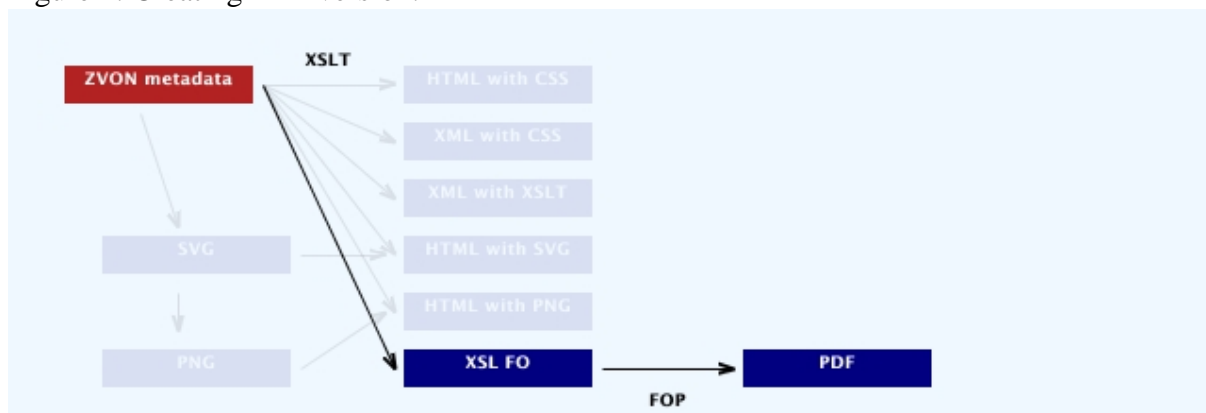 XSLT
ZVON metadata
HTML with CSS
XML with CSS
XML with XSLT
SVG
HTML with SVG
HTML with PNG
PNG
XSL FO
PDF
FOP